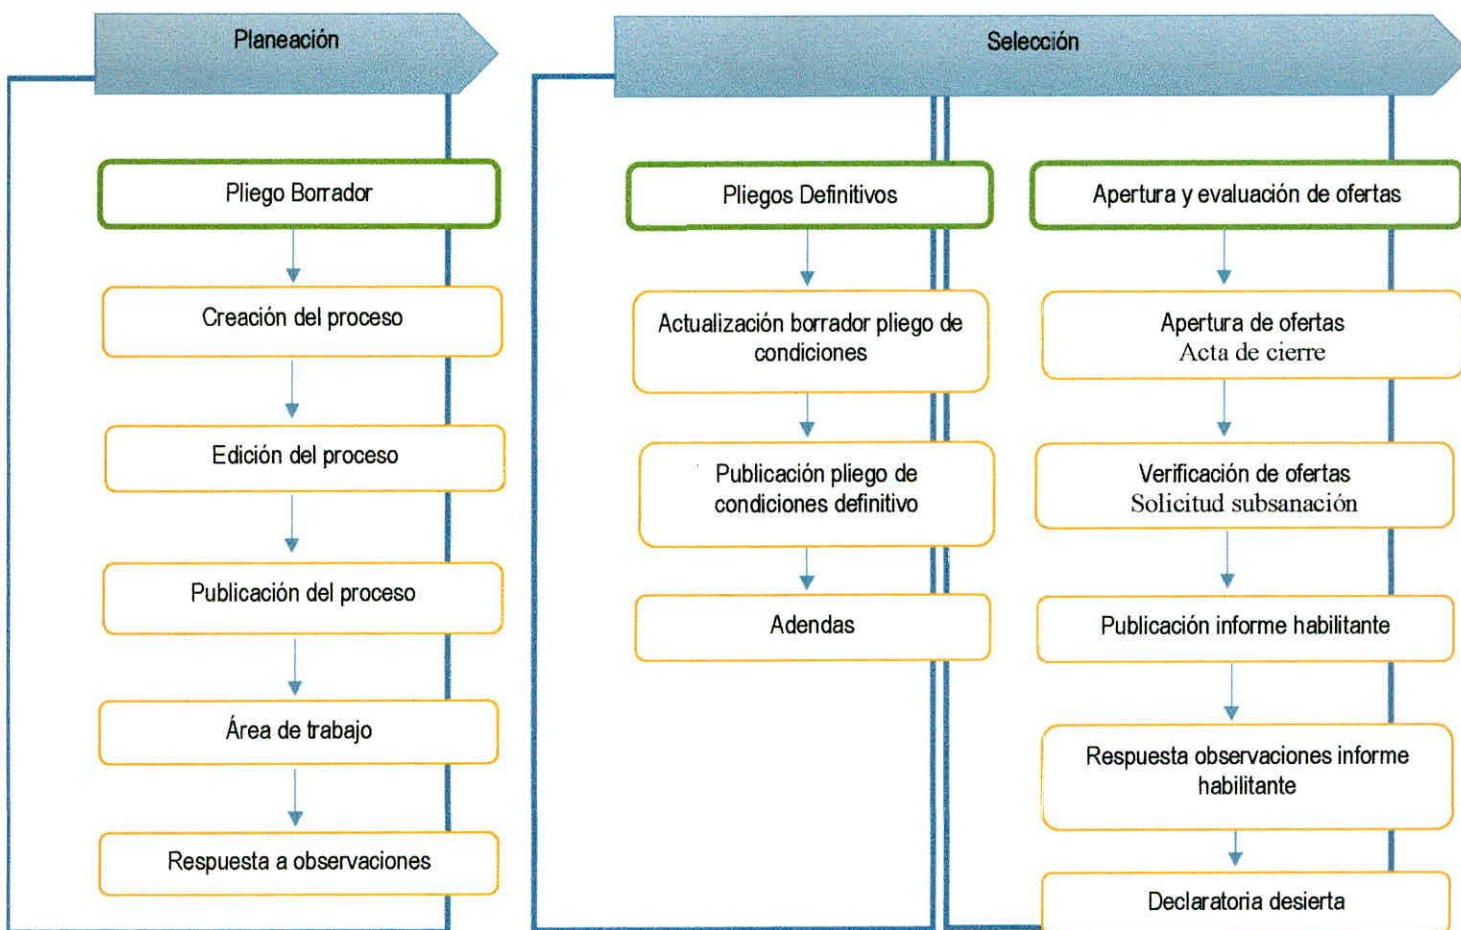 Planeación
Selección
Pliego Borrador
Creación del proceso
Edición del proceso
Publicación del proceso
Área de trabajo
Respuesta a observaciones
Pliegos Definitivos
Actualización borrador pliego de
condiciones
Publicación pliego de
condiciones definitivo
Adendas
Apertura y evaluación de ofertas
Apertura de ofertas
Acta de cierre
Verificación de ofertas
Solicitud subsanación
Publicación informe habilitante
Respuesta observaciones informe
habilitante
Declaratoria desierta